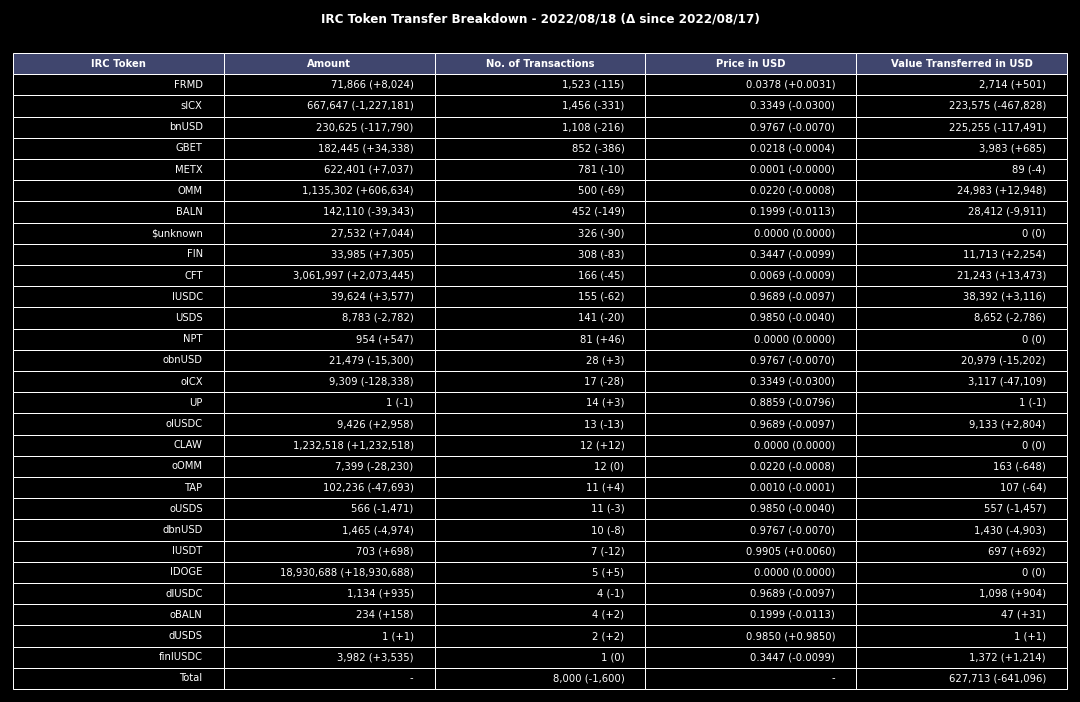 IRC Token Transfer Breakdown - 2022/08/18 (Δ since 2022/08/17)
IRC Token Amount No. of Transactions Price in USD Value Transferred in USD
FRMD 71,866 (+8,024) 1,523 (-115) 0.0378 (+0.0031) 2,714 (+501)
sICX 667,647 (-1,227,181) 1,456 (-331) 0.3349 (-0.0300) 223,575 (-467,828)
bnUSD 230,625 (-117,790) 1,108 (-216) 0.9767 (-0.0070) 225,255 (-117,491)
GBET 182,445 (+34,338) 852 (-386) 0.0218 (-0.0004) 3,983 (+685)
METX 622,401 (+7,037) 781 (-10) 0.0001 (-0.0000) 89 (-4)
OMM 1,135,302 (+606,634) 500 (-69) 0.0220 (-0.0008) 24,983 (+12,948)
BALN 142,110 (-39,343) 452 (-149) 0.1999 (-0.0113) 28,412 (-9,911)
$unknown 27,532 (+7,044) 326 (-90) 0.0000 (0.0000) 0 (0)
FIN 33,985 (+7,305) 308 (-83) 0.3447 (-0.0099) 11,713 (+2,254)
CFT 3,061,997 (+2,073,445) 166 (-45) 0.0069 (-0.0009) 21,243 (+13,473)
IUSDC 39,624 (+3,577) 155 (-62) 0.9689 (-0.0097) 38,392 (+3,116)
USDS 8,783 (-2,782) 141 (-20) 0.9850 (-0.0040) 8,652 (-2,786)
NPT 954 (+547) 81 (+46) 0.0000 (0.0000) 0 (0)
obnUSD 21,479 (-15,300) 28 (+3) 0.9767 (-0.0070) 20,979 (-15,202)
oICX 9,309 (-128,338) 17 (-28) 0.3349 (-0.0300) 3,117 (-47,109)
UP 1 (-1) 14 (+3) 0.8859 (-0.0796) 1 (-1)
oIUSDC 9,426 (+2,958) 13 (-13) 0.9689 (-0.0097) 9,133 (+2,804)
CLAW 1,232,518 (+1,232,518) 12 (+12) 0.0000 (0.0000) 0 (0)
oOMM 7,399 (-28,230) 12 (0) 0.0220 (-0.0008) 163 (-648)
TAP 102,236 (-47,693) 11 (+4) 0.0010 (-0.0001) 107 (-64)
oUSDS 566 (-1,471) 11 (-3) 0.9850 (-0.0040) 557 (-1,457)
dbnUSD 1,465 (-4,974) 10 (-8) 0.9767 (-0.0070) 1,430 (-4,903)
IUSDT 703 (+698) 7 (-12) 0.9905 (+0.0060) 697 (+692)
IDOGE 18,930,688 (+18,930,688) 5 (+5) 0.0000 (0.0000) 0 (0)
dIUSDC 1,134 (+935) 4 (-1) 0.9689 (-0.0097) 1,098 (+904)
oBALN 234 (+158) 4 (+2) 0.1999 (-0.0113) 47 (+31)
dUSDS 1 (+1) 2 (+2) 0.9850 (+0.9850) 1 (+1)
finIUSDC 3,982 (+3,535) 1 (0) 0.3447 (-0.0099) 1,372 (+1,214)
Total - 8,000 (-1,600) - 627,713 (-641,096)